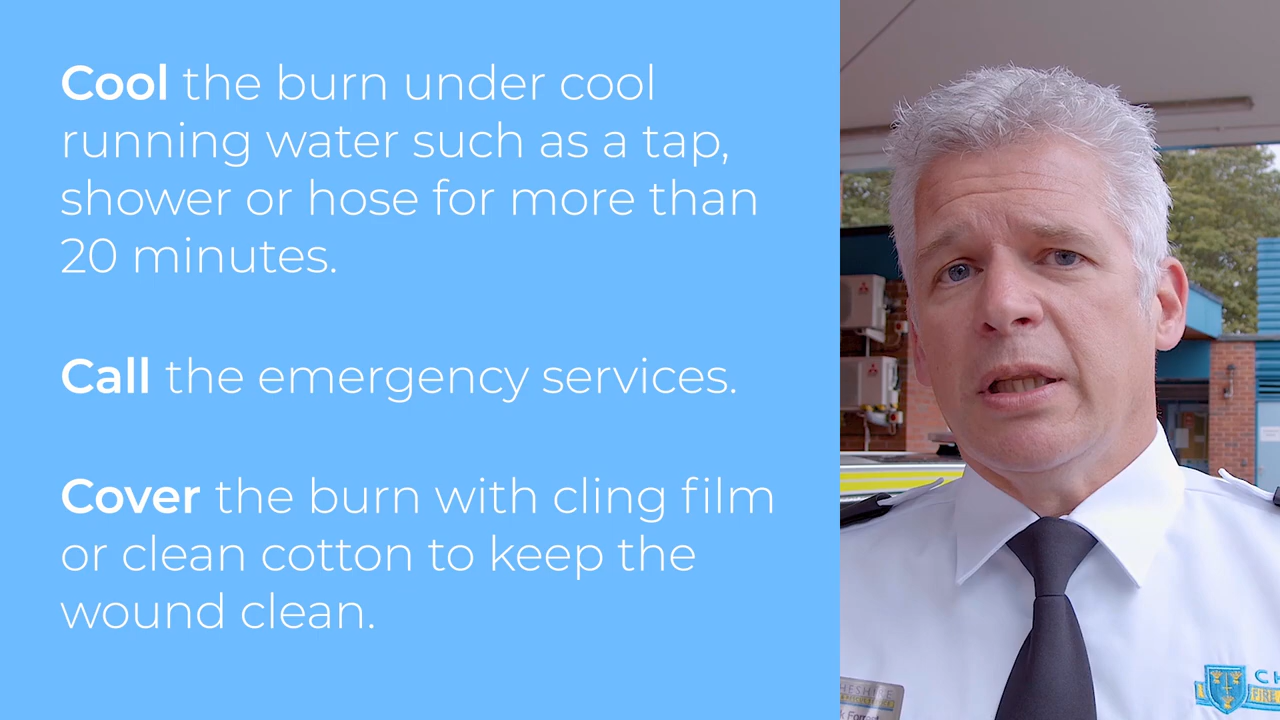 Cool the burn under cool
running water such as a tap,
shower or hose for more than
20 minutes.
Call the emergency services.
Cover the burn with cling film
or clean cotton to keep the
wound clean.
FIRE